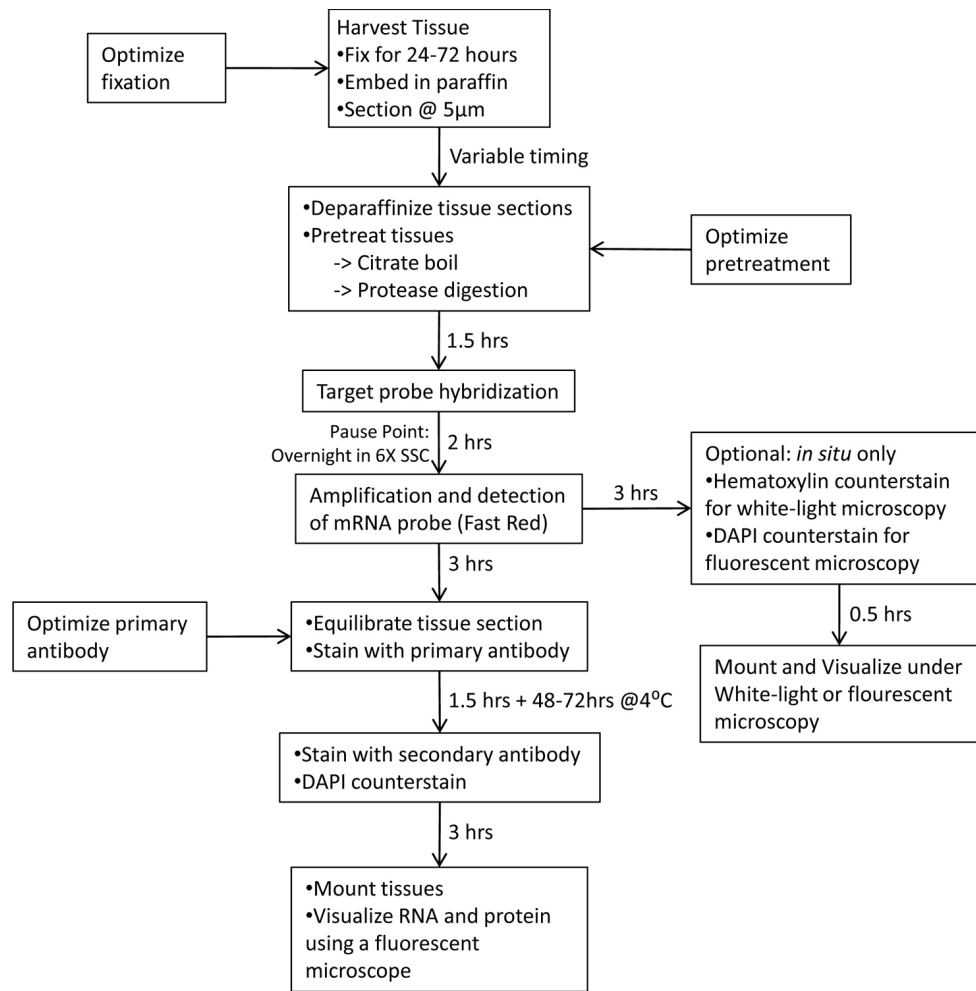 Harvest Tissue
•Fix for 24-72 hours
•Embed in paraffin
•Section @ 5µm
Optimize
fixation
Variable timing
•Deparaffinize tissue sections
•Pretreat tissues
-> Citrate boil
-> Protease digestion
Optimize
pretreatment
1.5 hrs
Target probe hybridization
Pause Point:
Overnight in 6X SSC
2 hrs
Amplification and detection
of mRNA probe (Fast Red)
3 hrs
Optional: in situ only
•Hematoxylin counterstain
for white-light microscopy
•DAPI counterstain for
fluorescent microscopy
3 hrs
0.5 hrs
Optimize primary
antibody
•Equilibrate tissue section
•Stain with primary antibody
Mount and Visualize under
White-light or flourescent
microscopy
1.5 hrs + 48-72hrs @4⁰C
•Stain with secondary antibody
•DAPI counterstain
3 hrs
•Mount tissues
•Visualize RNA and protein
using a fluorescent
microscope